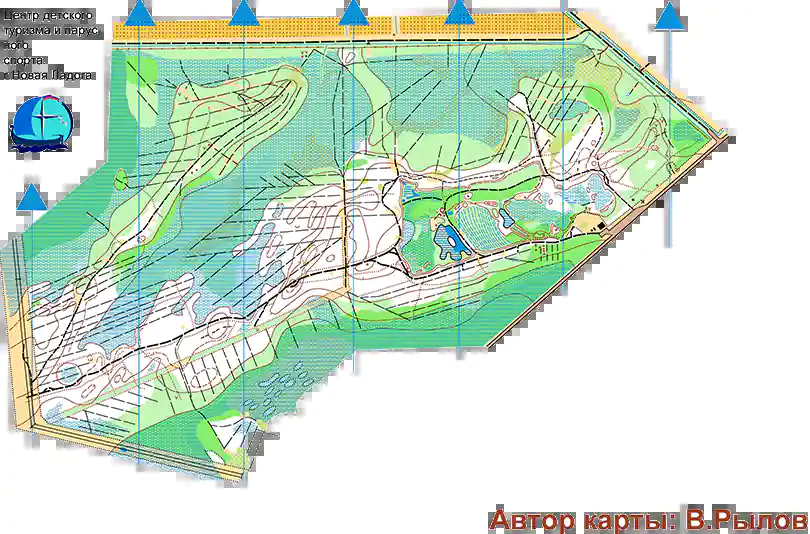 Центр детского
туризма и парус
ного
спорта
г.Новая Ладога
Автор карты: В.Рылов